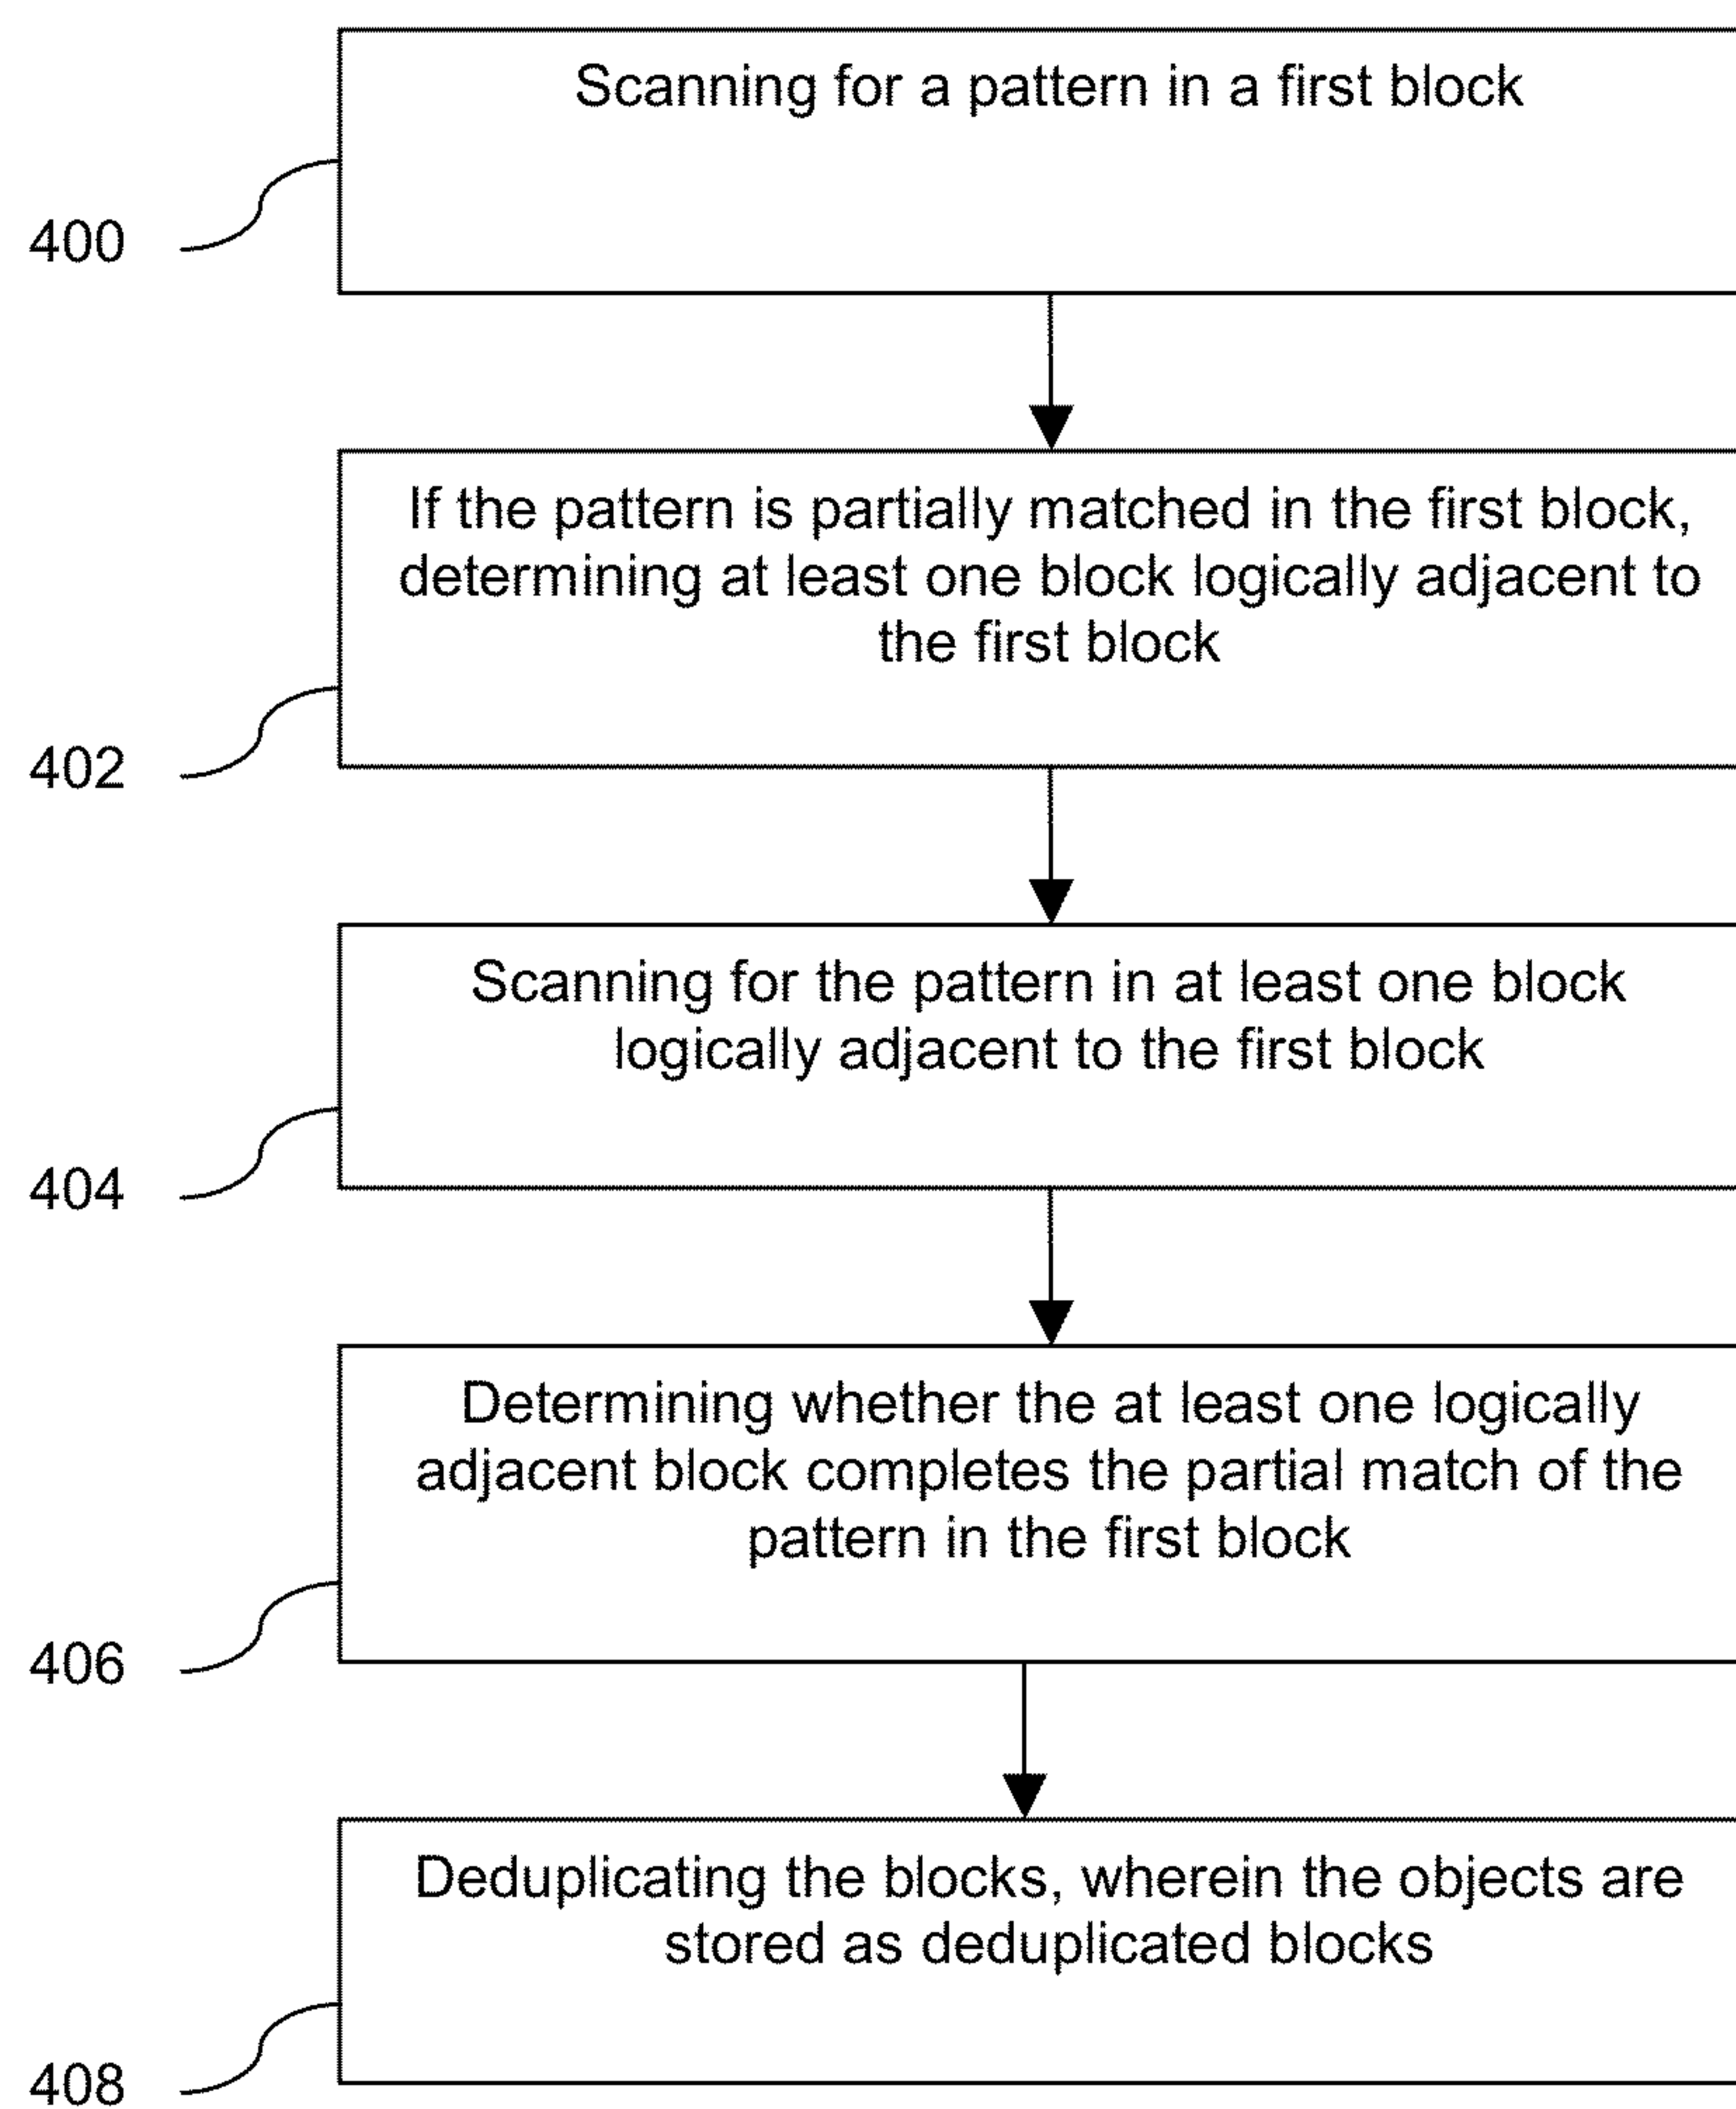 Scanning for a pattern in a first block
400
If the pattern is partially matched in the first block,
determining at least one block logically adjacent to
the first block
402
Scanning for the pattern in at least one block
logically adjacent to the first block
404
Determining whether the at least one logically
adjacent block completes the partial match of the
pattern in the first block
406
Deduplicating the blocks, wherein the objects are
stored as deduplicated blocks
408